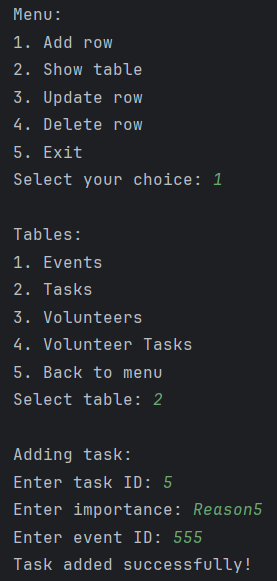 Menu:
1. Add row
2. Show table
3. Update row
4. Delete row
5. Exit
Select your choice: 1
Tables:
1. Events
2. Tasks
3. Volunteers
4. Volunteer Tasks
5. Back to menu
Select table: 2
Adding task:
Enter task ID: 5
Enter importance: Reason5
Enter event ID: 555
Task added successfully!